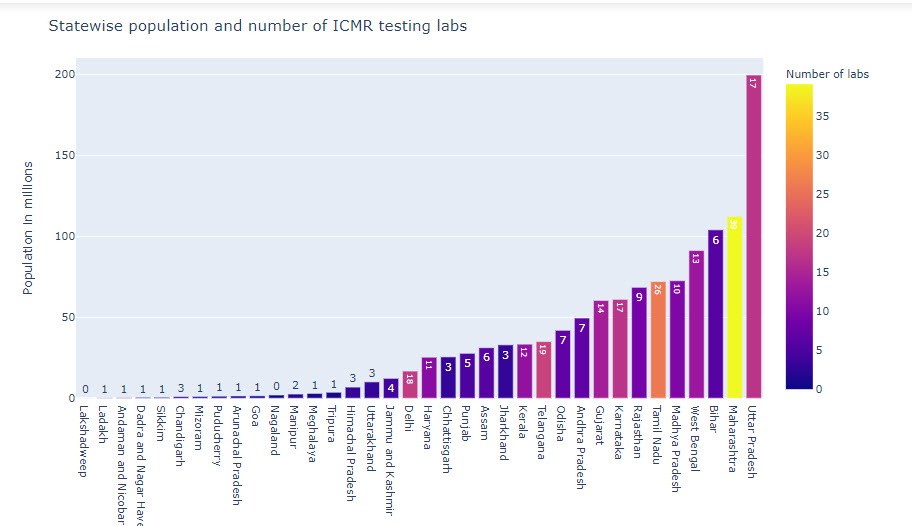 Statewise population and number of ICMR testing labs
Number of labs
Population in millions
200
150
100
50
0
35
30
25
20
15
10
5
0
0
1
1
1
1
3
1
1
1
1
0
2
1
1
3
3
4
18
11
3
5
6
3
12
19
7
7
14
17
9
26
10
13
6
39
17
Lakshadweep
Ladakh
Andaman and Nicobar
Dadra and Nagar Have
Sikkim
Chandigarh
Mizoram
Puducherry
Arunachal Pradesh
Goa
Nagaland
Manipur
Meghalaya
Tripura
Himachal Pradesh
Uttarakhand
Jammu and Kashmir
Delhi
Haryana
Chhattisgarh
Punjab
Assam
Jharkhand
Kerala
Telangana
Odisha
Andhra Pradesh
Gujarat
Karnataka
Rajasthan
Tamil Nadu
Madhya Pradesh
West Bengal
Bihar
Maharashtra
Uttar Pradesh